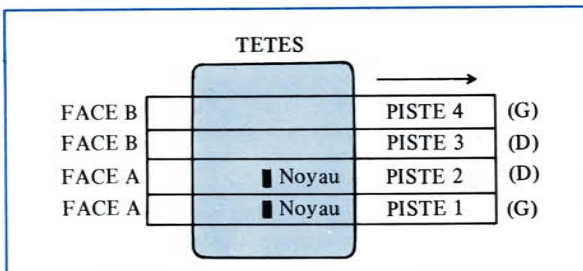 TETES
FACE B PISTE 4 (G)
FACE B PISTE 3 (D)
FACE A Noyau PISTE 2 (D)
FACE A Noyau PISTE 1 (G)